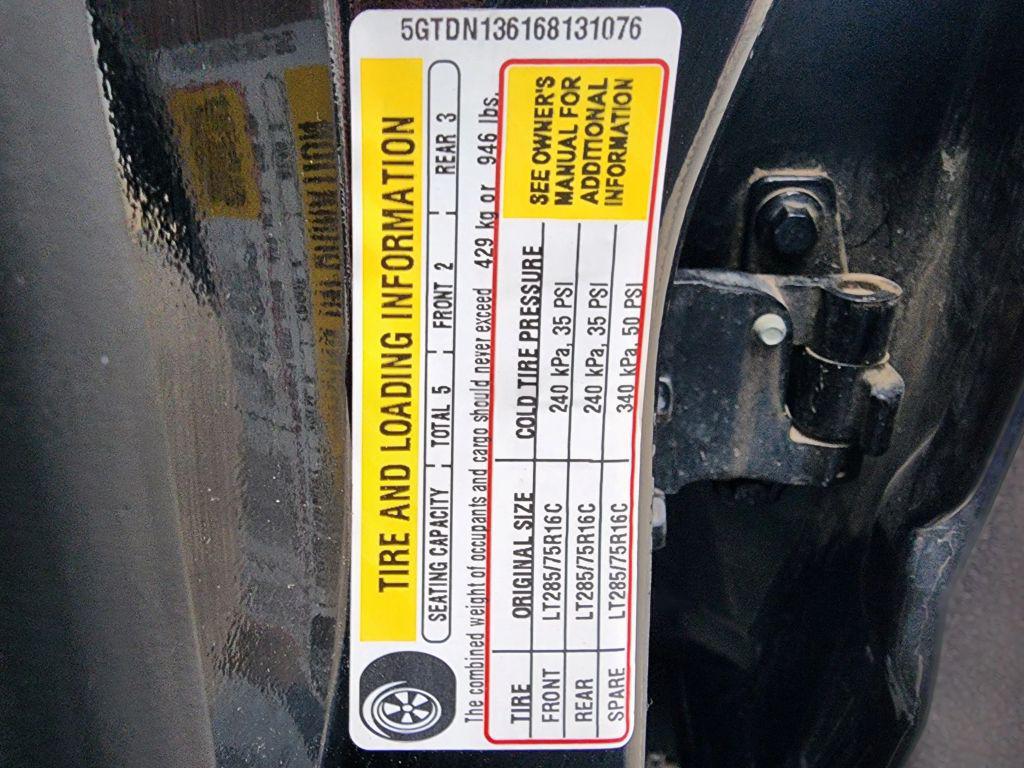 5GTDN136168131076
TIRE AND LOADING INFORMATION
SEATING CAPACITY TOTAL 5 FRONT 2 REAR 3
The combined weight of occupants and cargo should never exceed 429 kg or 946 lbs.
TIRE ORIGINAL SIZE COLD TIRE PRESSURE
FRONT LT285/75R16C 240 kPa, 35 PSI
REAR LT285/75R16C 240 kPa, 35 PSI
SPARE LT285/75R16C 340 kPa, 50 PSI
SEE OWNER'S
MANUAL FOR
ADDITIONAL
INFORMATION